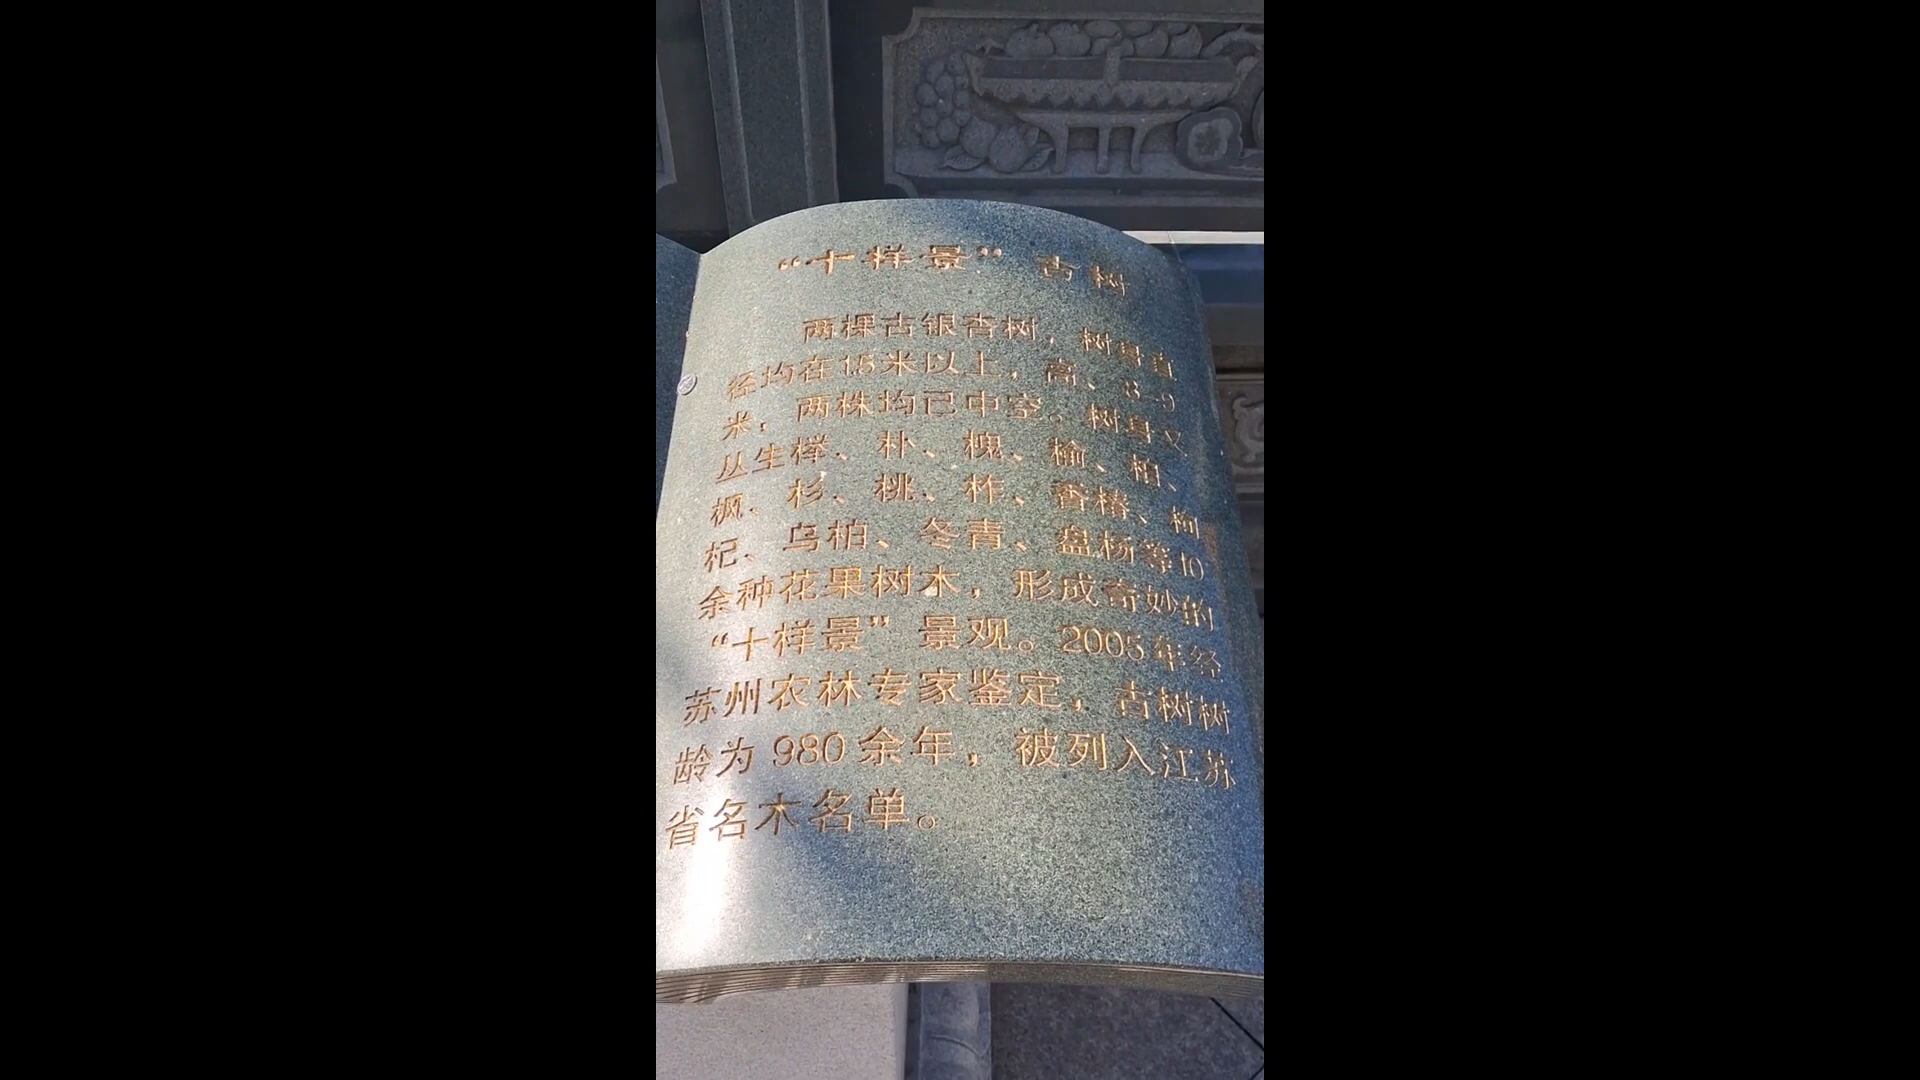 “十样景”古树
两棵古银杏树，树身直
径均在1.5米以上，高、8-9
米，两株均已中空。树身又
丛生榉、朴、槐、榆、柏、
枫、杉、桃、柞、香椿、枸
杞、乌桕、冬青、盘杨等10
余种花果树木，形成奇妙的
“十样景”景观。2005年经
苏州农林专家鉴定，古树树
龄为980余年，被列入江苏
省名木名单。